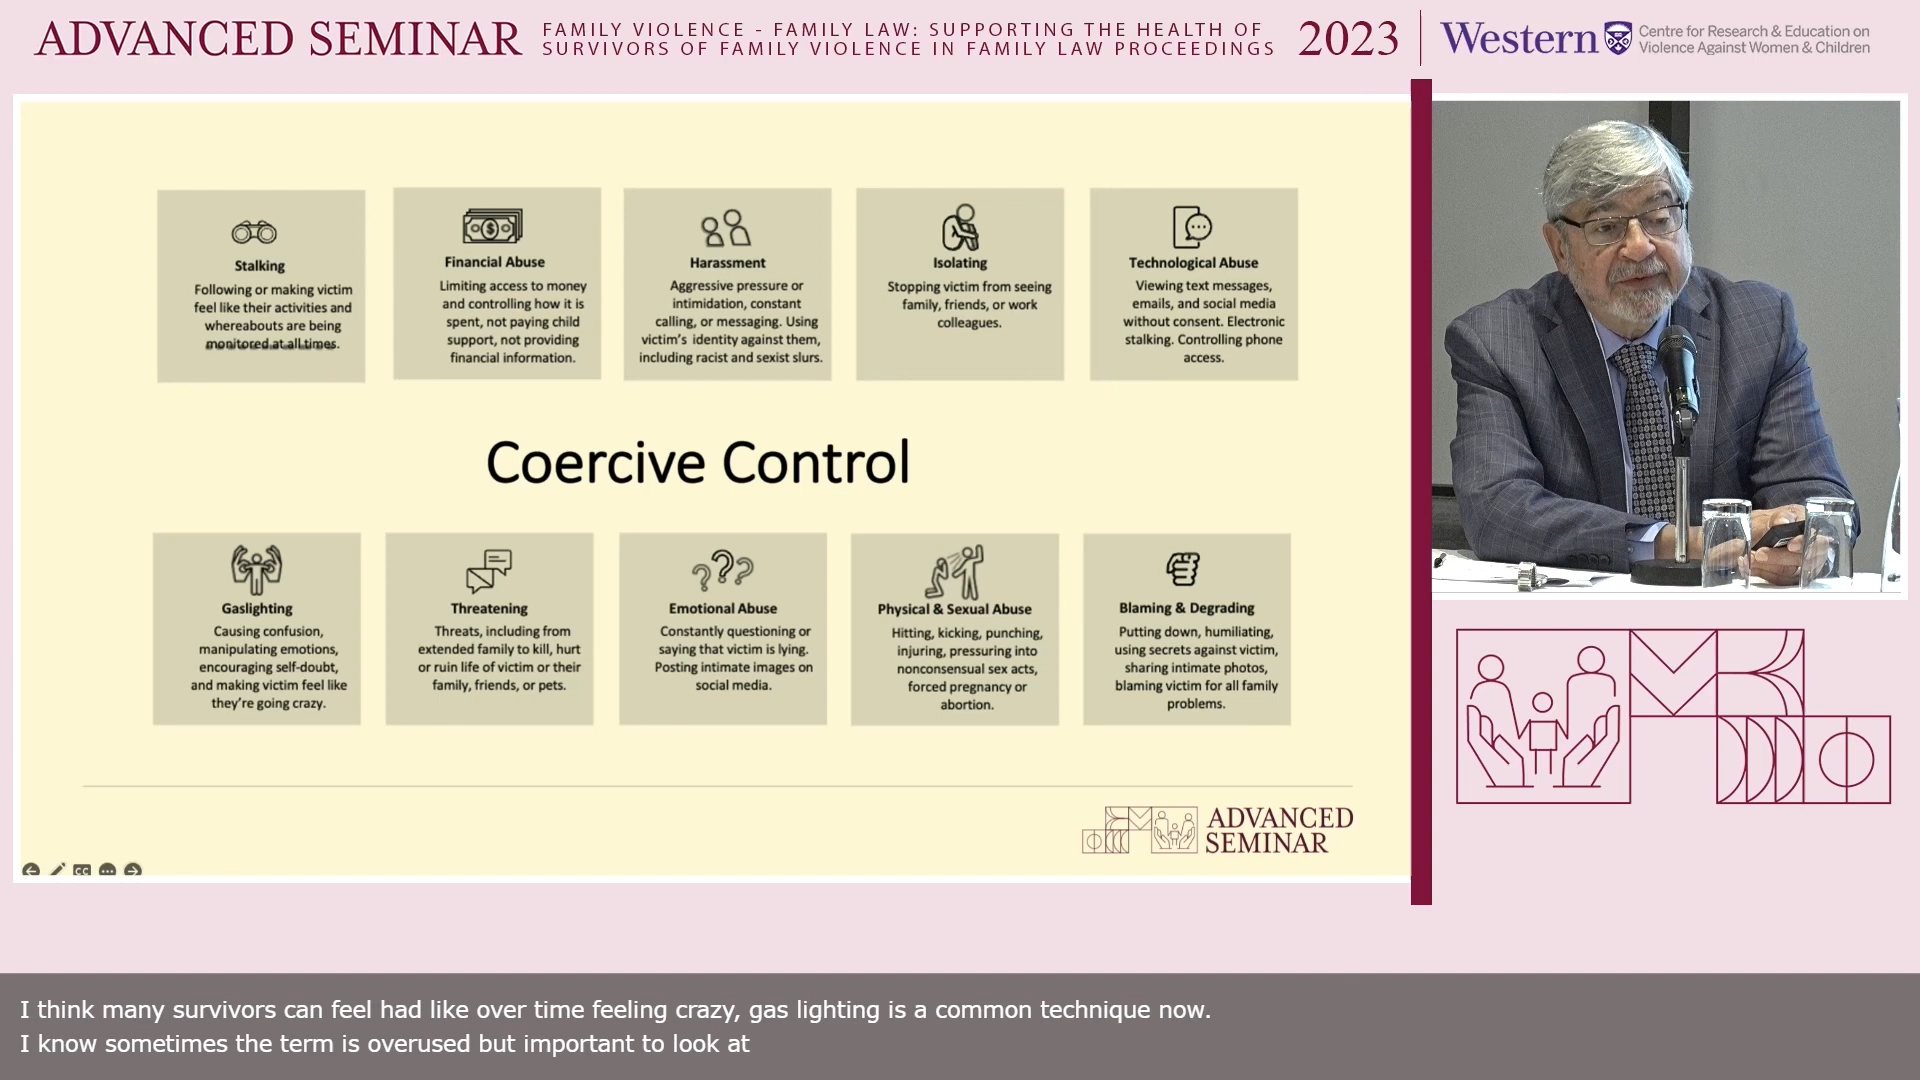 ADVANCED SEMINAR
FAMILY VIOLENCE - FAMILY LAW: SUPPORTING THE HEALTH OF
SURVIVORS OF FAMILY VIOLENCE IN FAMILY LAW PROCEEDINGS
2023
Western
Centre for Research & Education on
Violence Against Women & Children
Stalking
Following or making victim
feel like their activities and
whereabouts are being
monitored at all times.
Financial Abuse
Limiting access to money
and controlling how it is
spent, not paying child
support, not providing
financial information.
Harassment
Aggressive pressure or
intimidation, constant
calling, or messaging. Using
victim's identity against them,
including racist and sexist slurs.
Isolating
Stopping victim from seeing
family, friends, or work
colleagues.
Technological Abuse
Viewing text messages,
emails, and social media
without consent. Electronic
stalking. Controlling phone
access.
Coercive Control
Gaslighting
Causing confusion,
manipulating emotions,
encouraging self-doubt,
and making victim feel like
they're going crazy.
Threatening
Threats, including from
extended family to kill, hurt
or ruin life of victim or their
family, friends, or pets.
Emotional Abuse
Constantly questioning or
saying that victim is lying.
Posting intimate images on
social media.
Physical & Sexual Abuse
Hitting, kicking, punching,
injuring, pressuring into
nonconsensual sex acts,
forced pregnancy or
abortion.
Blaming & Degrading
Putting down, humiliating,
using secrets against victim,
sharing intimate photos,
blaming victim for all family
problems.
ADVANCED
SEMINAR
CC
I think many survivors can feel had like over time feeling crazy, gas lighting is a common technique now.
I know sometimes the term is overused but important to look at